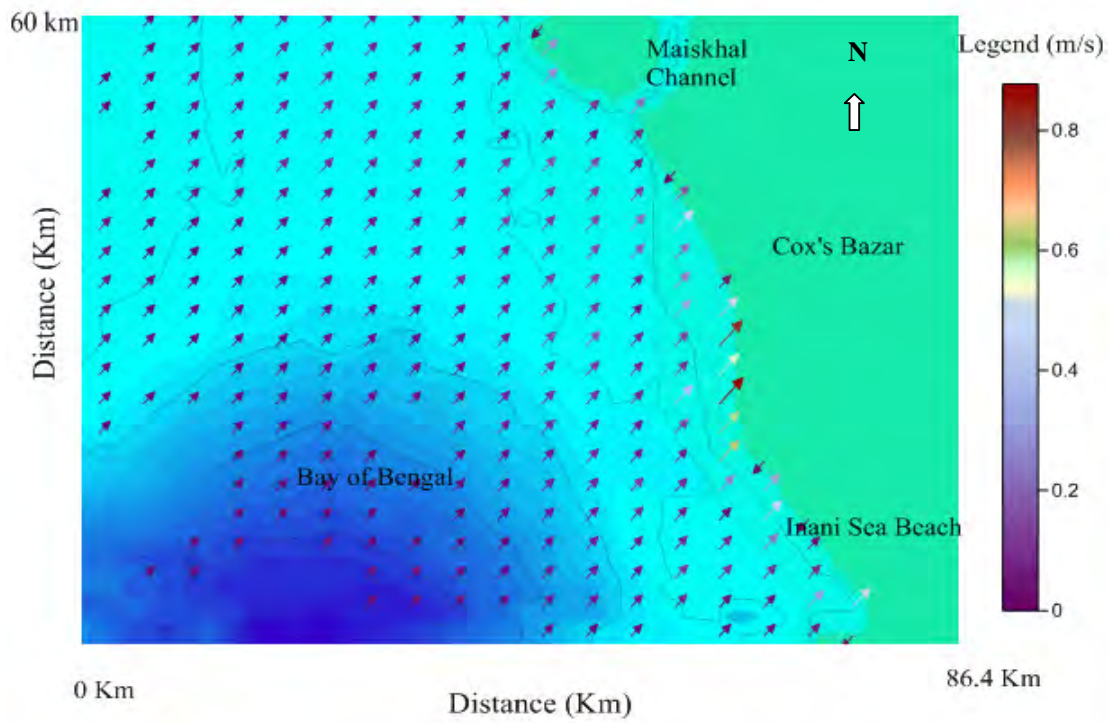 60 km
Maiskhal
Channel
N
Legend (m/s)
0.8
0.6
0.4
0.2
0
Cox's Bazar
Distance (Km)
Bay of Bengal
Inani Sea Beach
0 Km
86.4 Km
Distance (Km)